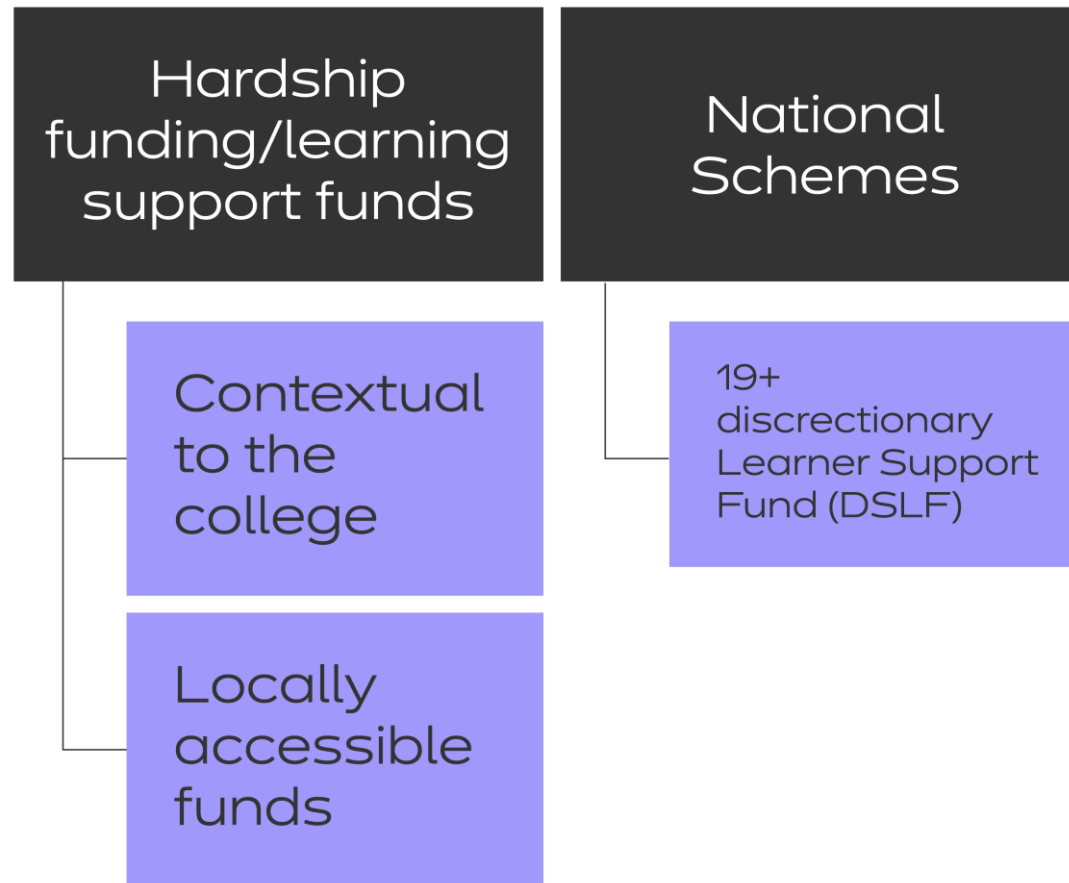 Hardship
funding/learning
support funds
Contextual
to the
college
Locally
accessible
funds
National
Schemes
19+
discrectionary
Learner Support
Fund (DSLF)